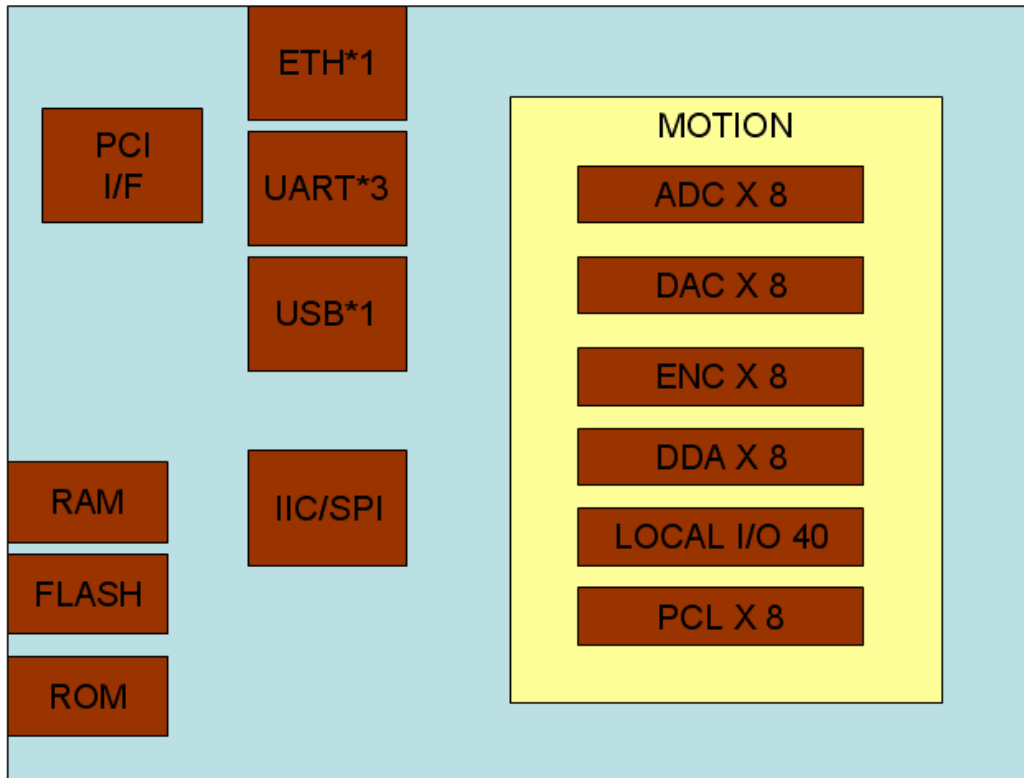 ETH*1
PCI
I/F
UART*3
USB*1
IIC/SPI
RAM
FLASH
ROM
MOTION
ADC X 8
DAC X 8
ENC X 8
DDA X 8
LOCAL I/O 40
PCL X 8